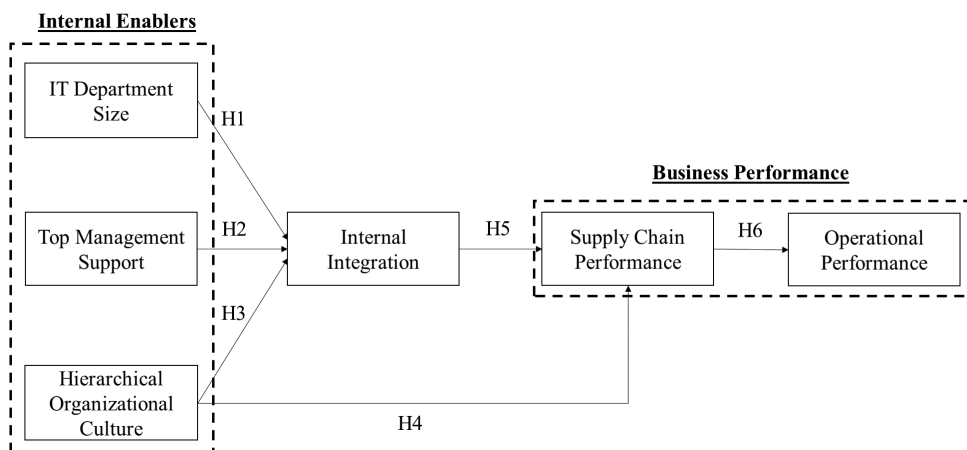 Internal Enablers
IT Department
Size
H1
Business Performance
Top Management
Support
H2
Internal
Integration
H5
Supply Chain
Performance
H6
Operational
Performance
H3
Hierarchical
Organizational
Culture
H4